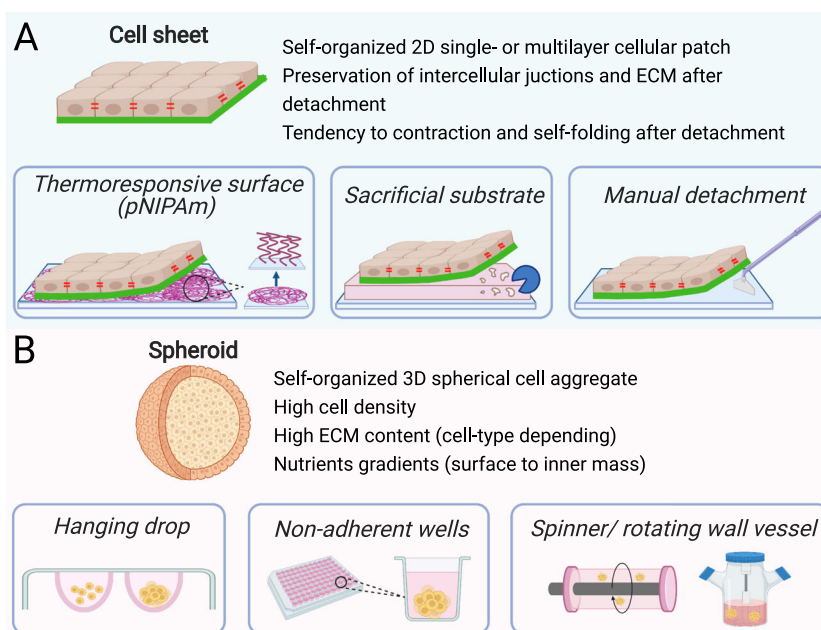 A
Cell sheet
Self-organized 2D single- or multilayer cellular patch
Preservation of intercellular juctions and ECM after
detachment
Tendency to contraction and self-folding after detachment
Thermoresponsive surface
(pNIPAm)
Sacrificial substrate
Manual detachment
B
Spheroid
Self-organized 3D spherical cell aggregate
High cell density
High ECM content (cell-type depending)
Nutrients gradients (surface to inner mass)
Hanging drop
Non-adherent wells
Spinner/ rotating wall vessel